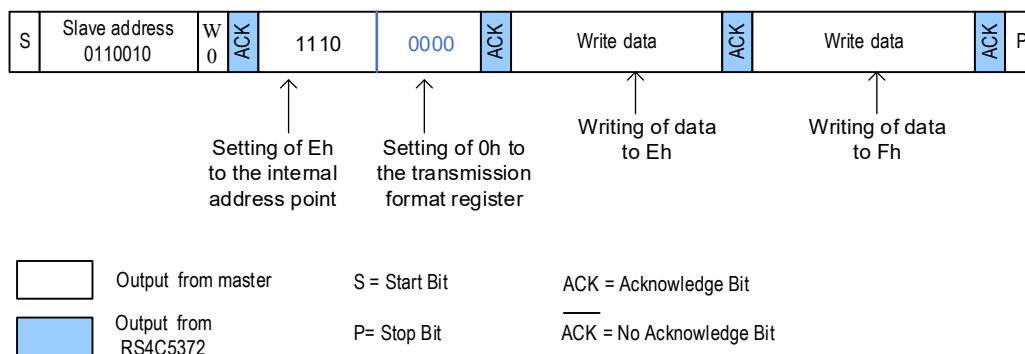 S
Slave address
0110010
W
0
ACK
1110
0000
ACK
Write data
ACK
Write data
ACK
P
Setting of Eh
to the internal
address point
Setting of 0h to
the transmission
format register
Writing of data
to Eh
Writing of data
to Fh
Output from master
S = Start Bit
ACK = Acknowledge Bit
Output from
RS4C5372
P= Stop Bit
A̅C̅K̅ = No Acknowledge Bit